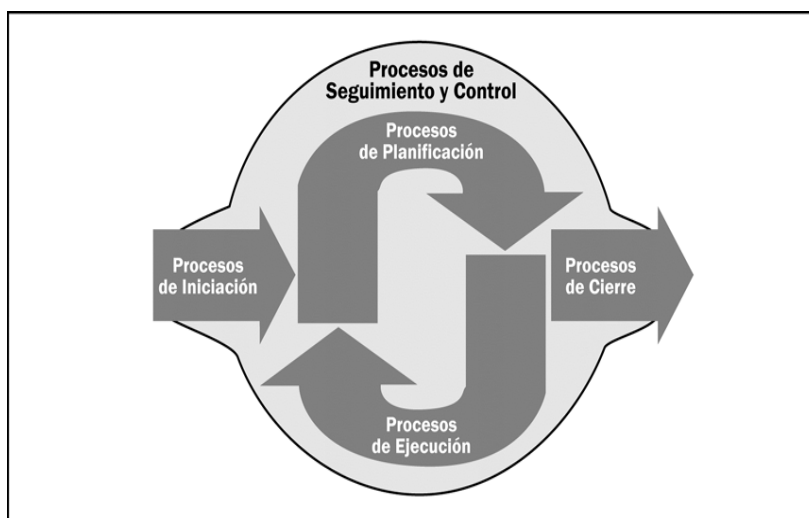 Procesos de
Seguimiento y Control
Procesos
de Planificación
Procesos
de Iniciación
Procesos
de Cierre
Procesos
de Ejecución